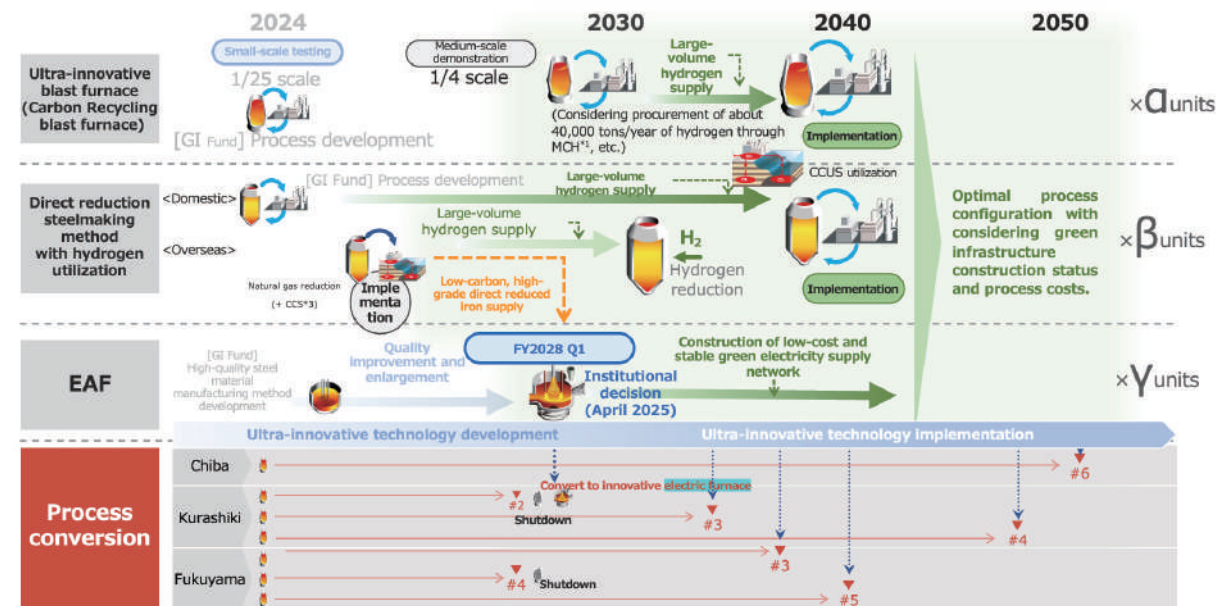 2024
2030
2040
2050
Ultra-innovative
blast furnace
(Carbon Recycling
blast furnace)
Small-scale testing
1/25 scale
[GI Fund] Process development
Medium-scale
demonstration
1/4 scale
Large-
volume
hydrogen
supply
(Considering procurement of about
40,000 tons/year of hydrogen through
MCH*1, etc.)
Implementation
×αunits
Direct reduction
steelmaking
method
with hydrogen
utilization
<Domestic>
<Overseas>
[GI Fund] Process development
Large-volume
hydrogen supply
CCUS utilization
Large-volume
hydrogen supply
H2
Hydrogen
reduction
Natural gas reduction
(+ CCS*3)
Imple
menta
tion
Low-carbon, high-
grade direct reduced
iron supply
Implementation
Optimal process
configuration with
considering green
infrastructure
construction status
and process costs.
×βunits
EAF
[GI Fund]
High-quality steel
material
manufacturing method
development
Quality
improvement and
enlargement
FY2028 Q1
Institutional
decision
(April 2025)
Construction of low-cost and
stable green electricity supply
network
×γunits
Ultra-innovative technology development
Ultra-innovative technology implementation
Process
conversion
Chiba
#6
Kurashiki
#2
Convert to innovative electric furnace
Shutdown
#3
#4
Fukuyama
#3
#4
Shutdown
#5